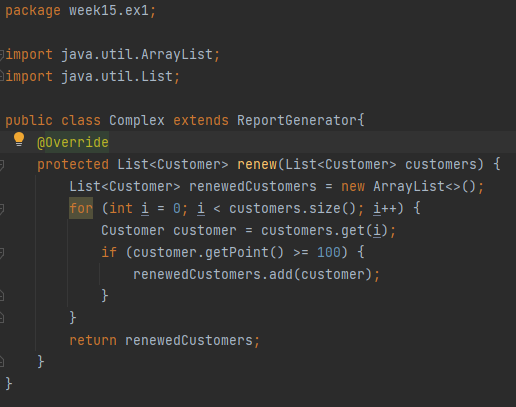 package week15.ex1;
import java.util.ArrayList;
import java.util.List;
public class Complex extends ReportGenerator{
    @Override
    protected List<Customer> renew(List<Customer> customers) {
        List<Customer> renewedCustomers = new ArrayList<>();
        for (int i = 0; i < customers.size(); i++) {
            Customer customer = customers.get(i);
            if (customer.getPoint() >= 100) {
                renewedCustomers.add(customer);
            }
        }
        return renewedCustomers;
    }
}